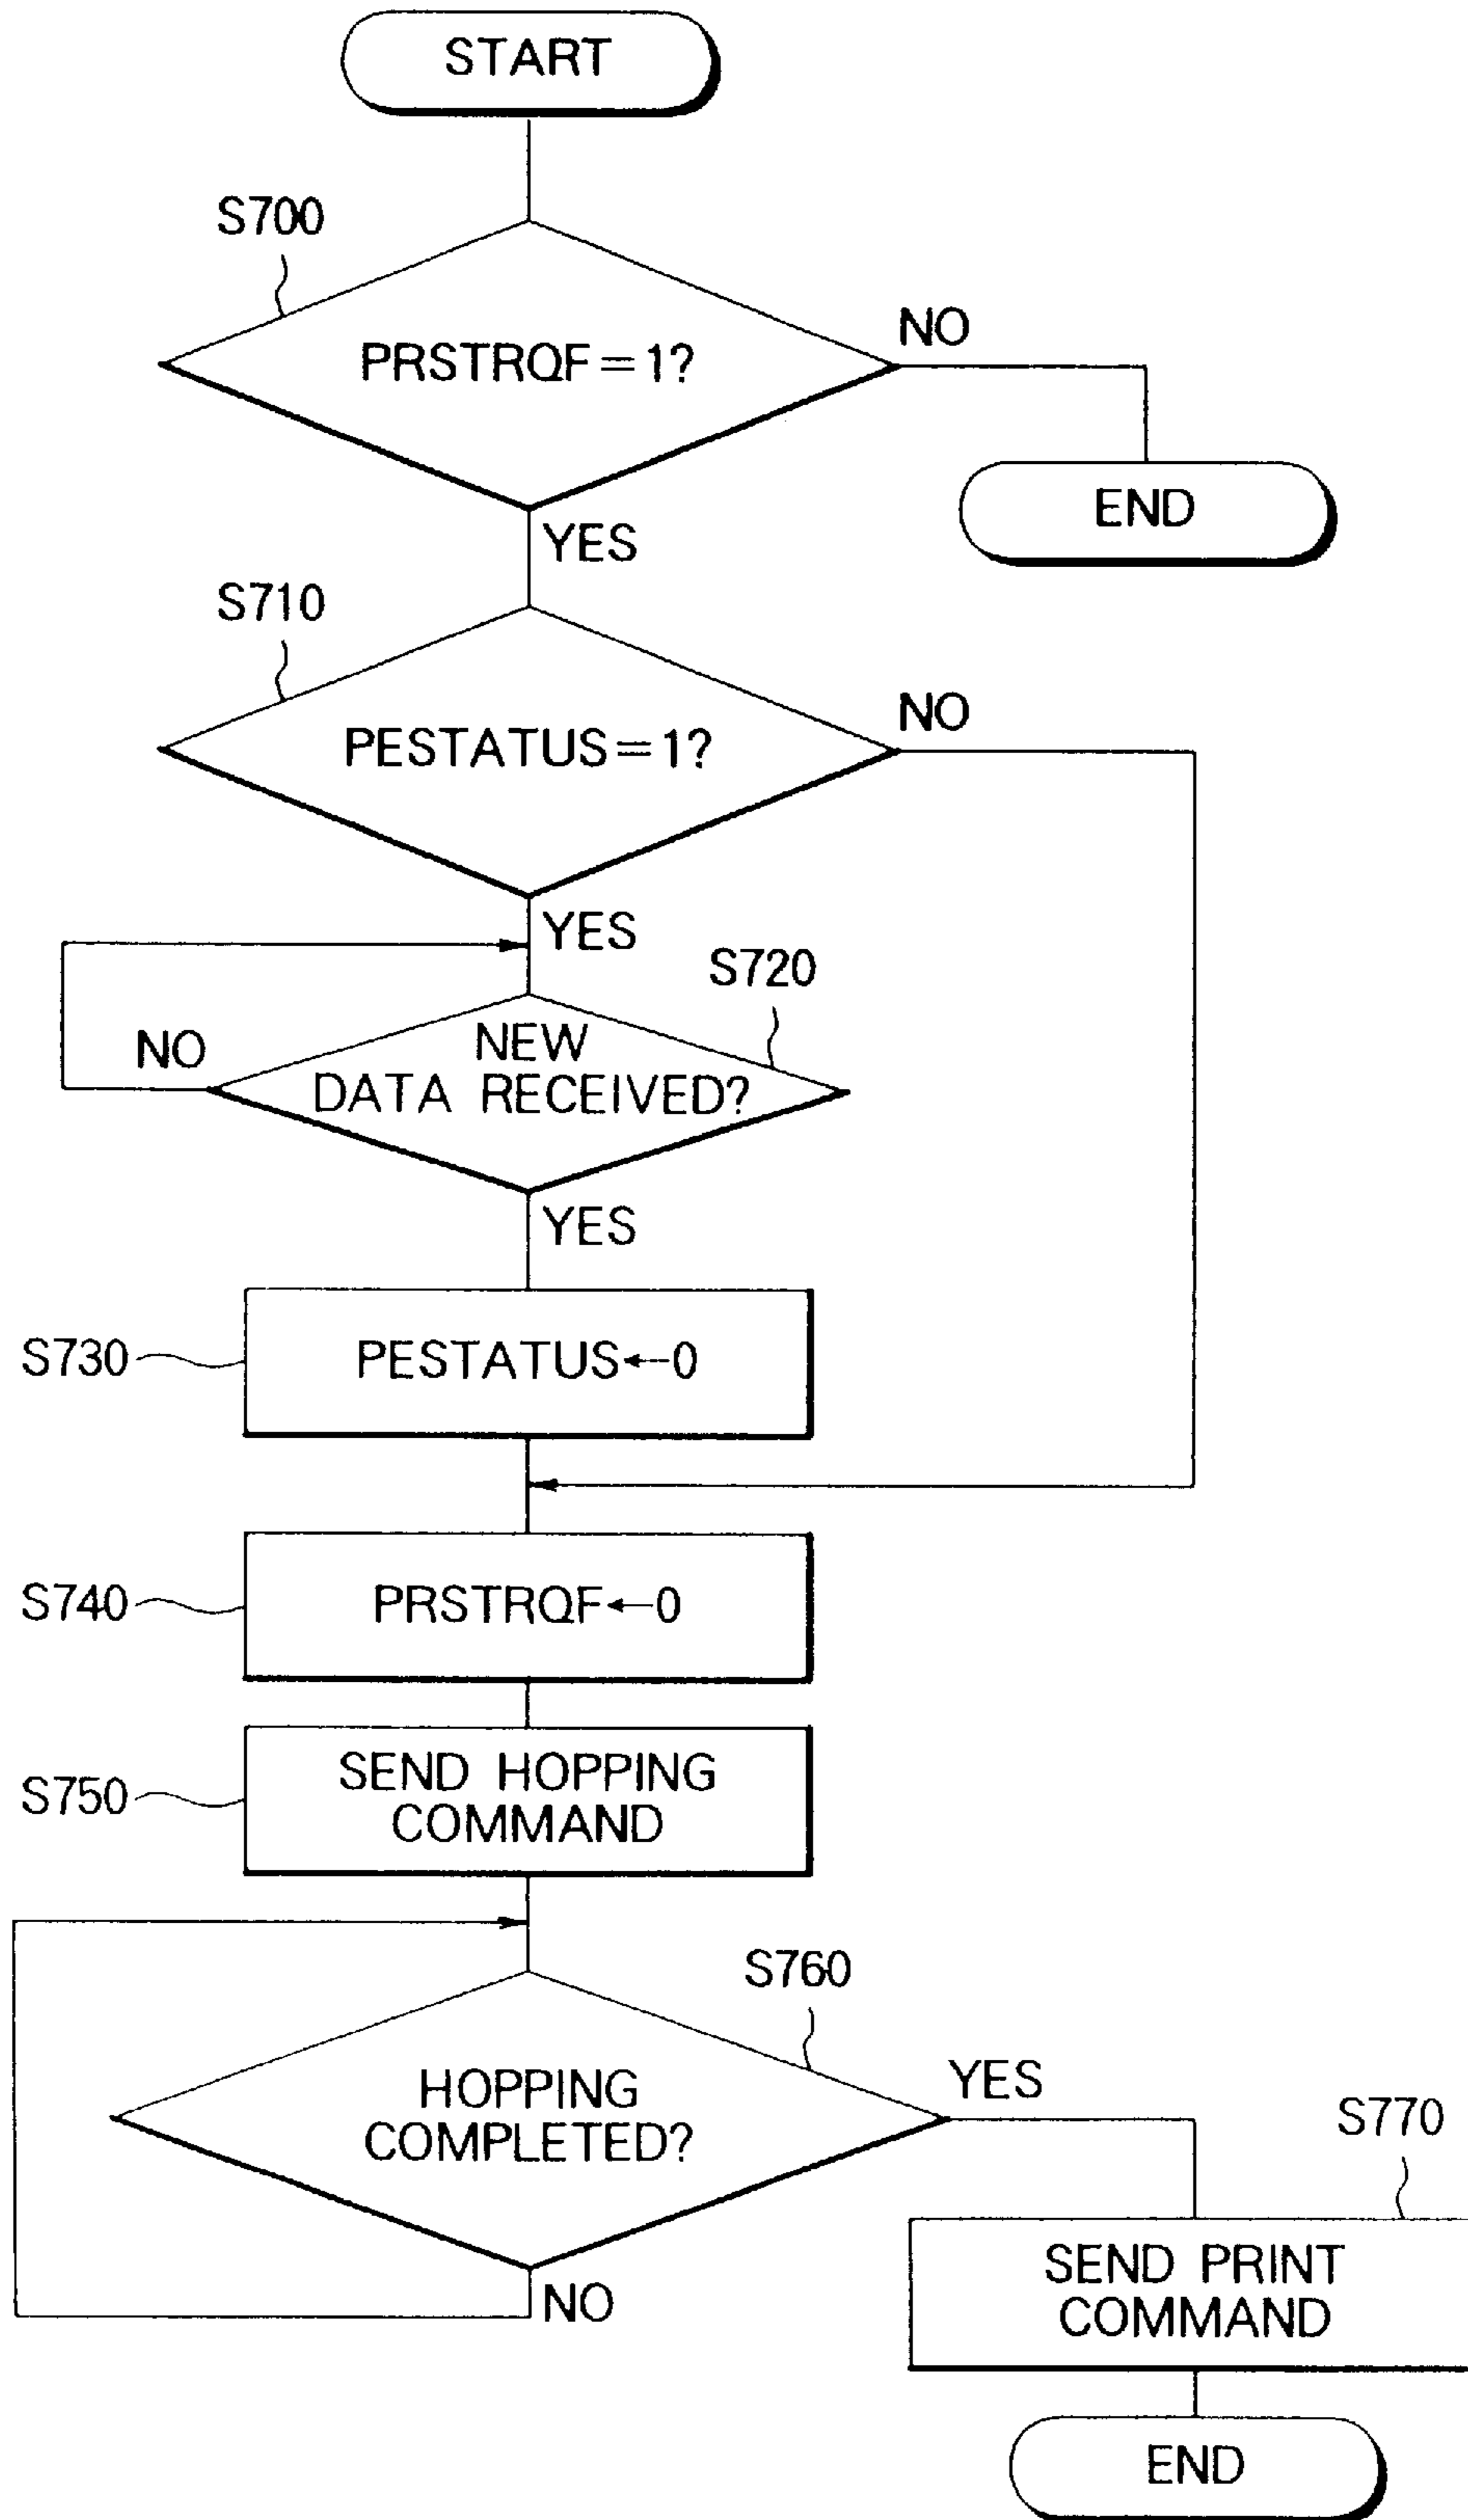 START
S700
PRSTRQF=1?
NO
END
YES
S710
PESTATUS=1?
NO
YES
S720
NEW
DATA RECEIVED?
NO
YES
S730
PESTATUS←0
S740
PRSTRQF←0
S750
SEND HOPPING
COMMAND
S760
HOPPING
COMPLETED?
YES
NO
S770
SEND PRINT
COMMAND
END